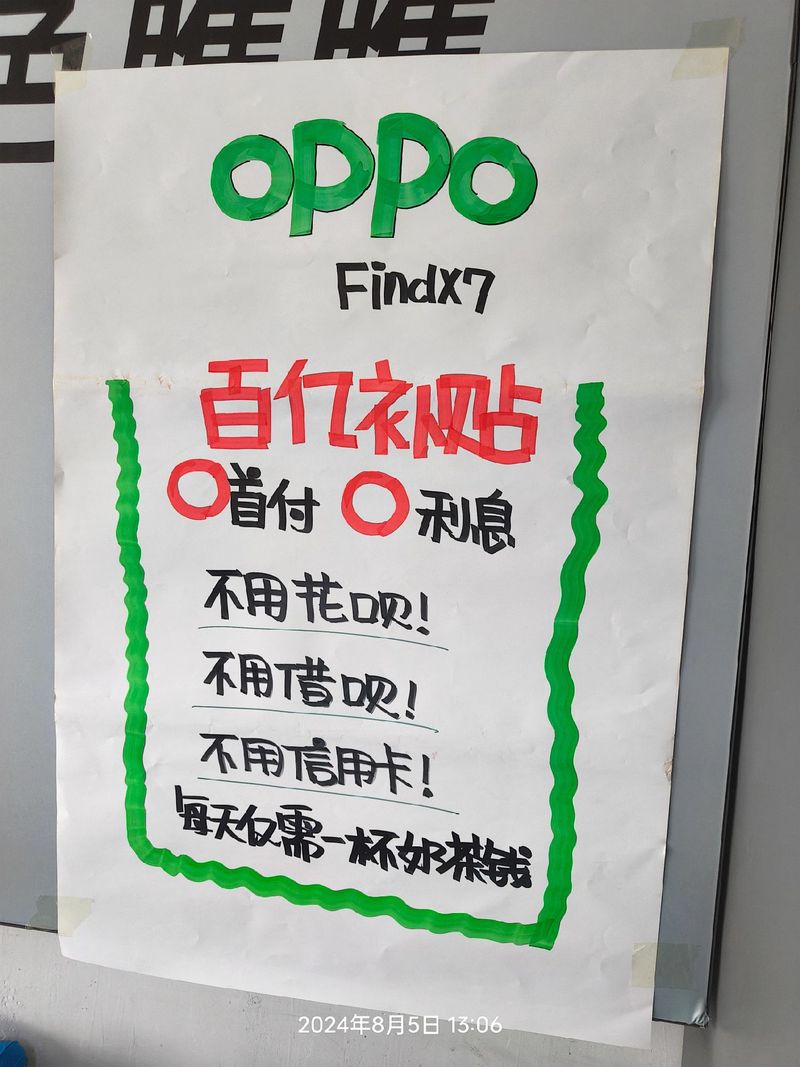 OPPO
FindX7
百亿补贴
0首付 0利息
不用花呗!
不用借呗!
不用信用卡!
每天仅需一杯奶茶钱
2024年8月5日 13:06